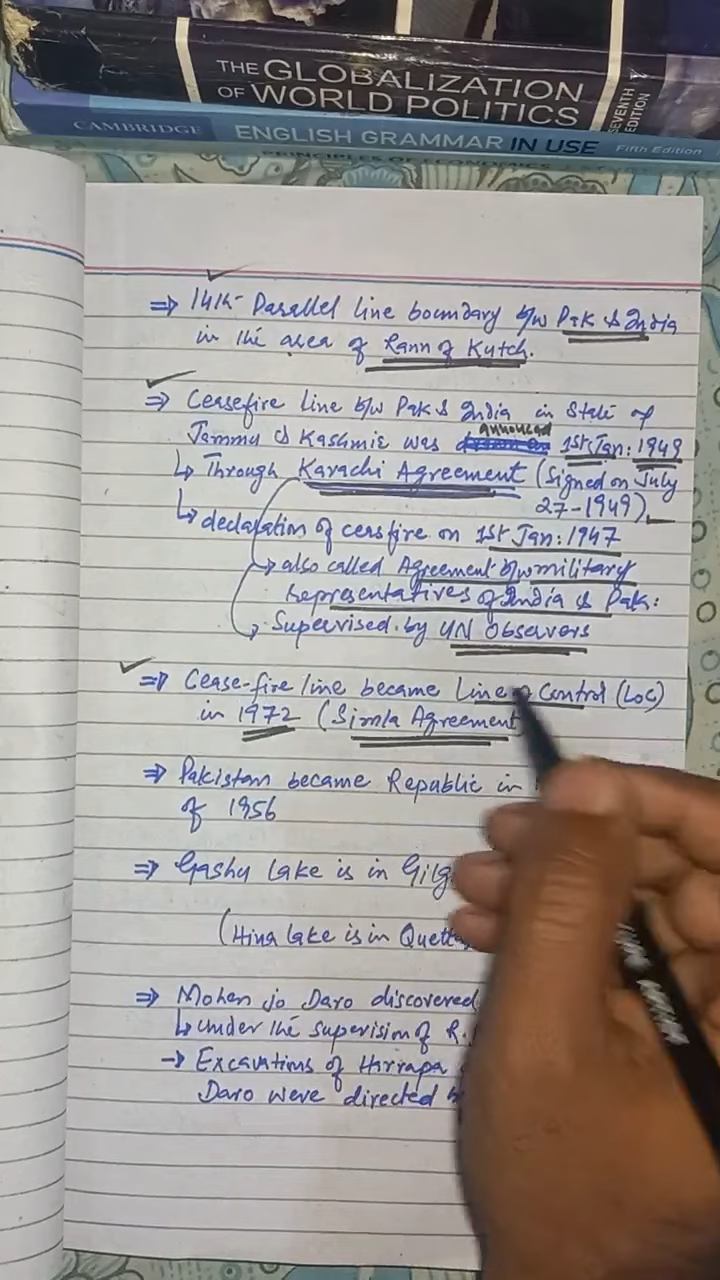 THE GLOBALIZATION
OF WORLD POLITICS
SEVENTH
EDITION
CAMBRIDGE ENGLISH GRAMMAR IN USE Fifth Edition
PRINCIPLES OF ECONOMICS
⇒ 14th- Parallel line boundary b/w Pak & India
in the area of Rann of Kutch.
⇒ Ceasefire line b/w Pak & India in State of
Jammu & Kashmir was announced 1st Jan: 1949
↳ Through Karachi Agreement (Signed on July
27-1949)
↳ declaration of cersfire on 1st Jan: 1947
→ also called Agreement b/w military
Representatives of India & Pak:
→ Supervised by UN Observers
⇒ Cease-fire line became Line Control (LoC)
in 1972 (Simla Agreement
⇒ Pakistan became Republic in
of 1956
⇒ Gashu Lake is in Gilg
(Hina Lake is in Quett
⇒ Mohen jo Daro discovered
↳ under the supervision of R.
→ Excavations of Harrapa
Daro were directed